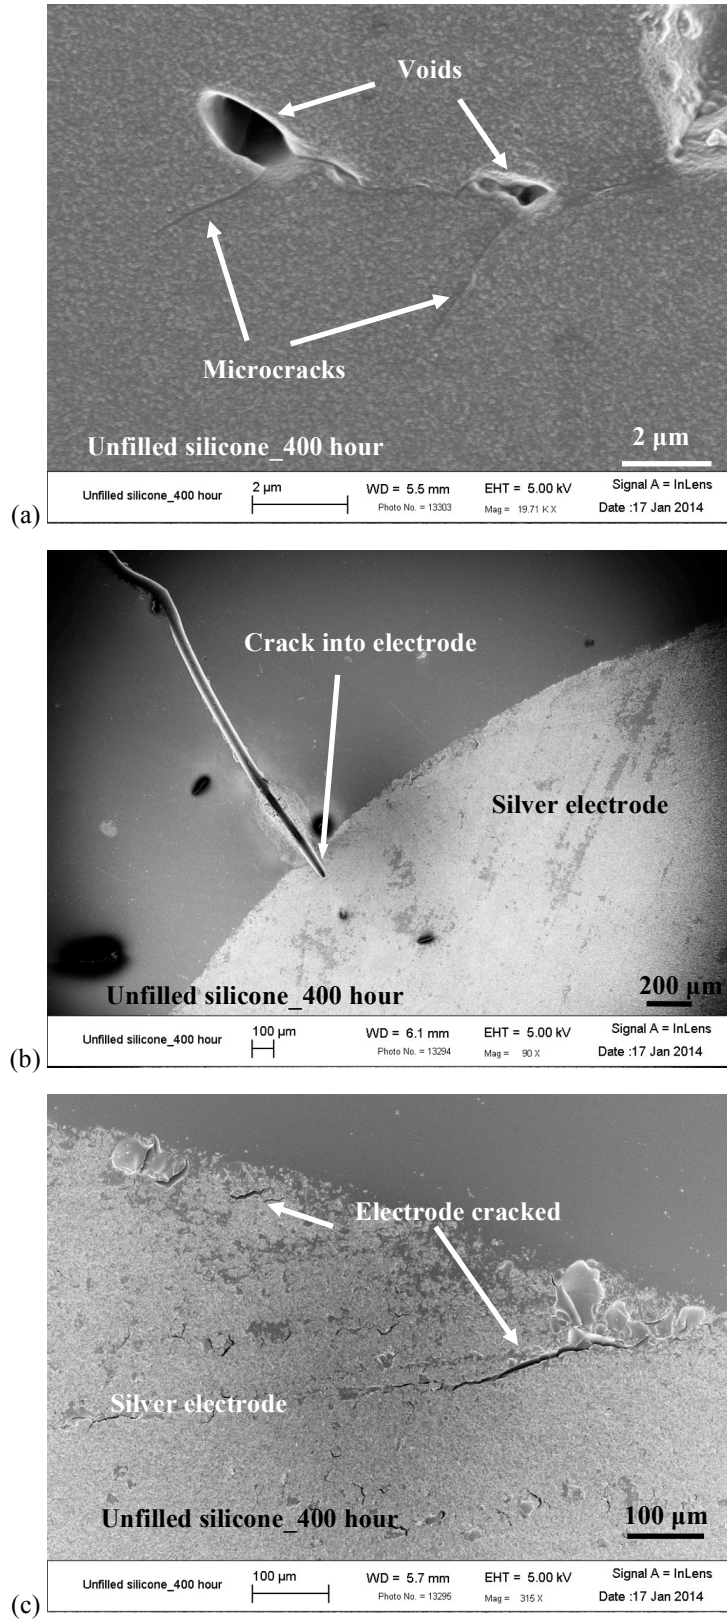 Voids
Microcracks
Unfilled silicone_400 hour
2 µm
Unfilled silicone_400 hour
2 µm
WD = 5.5 mm
EHT = 5.00 kV
Signal A = InLens
Photo No. = 13303
Mag = 19.71 K X
Date :17 Jan 2014
(a)
Crack into electrode
Silver electrode
Unfilled silicone_400 hour
200 µm
Unfilled silicone_400 hour
100 µm
WD = 6.1 mm
EHT = 5.00 kV
Signal A = InLens
Photo No. = 13294
Mag = 90 X
Date :17 Jan 2014
(b)
Electrode cracked
Silver electrode
Unfilled silicone_400 hour
100 µm
Unfilled silicone_400 hour
100 µm
WD = 5.7 mm
EHT = 5.00 kV
Signal A = InLens
Photo No. = 13295
Mag = 315 X
Date :17 Jan 2014
(c)